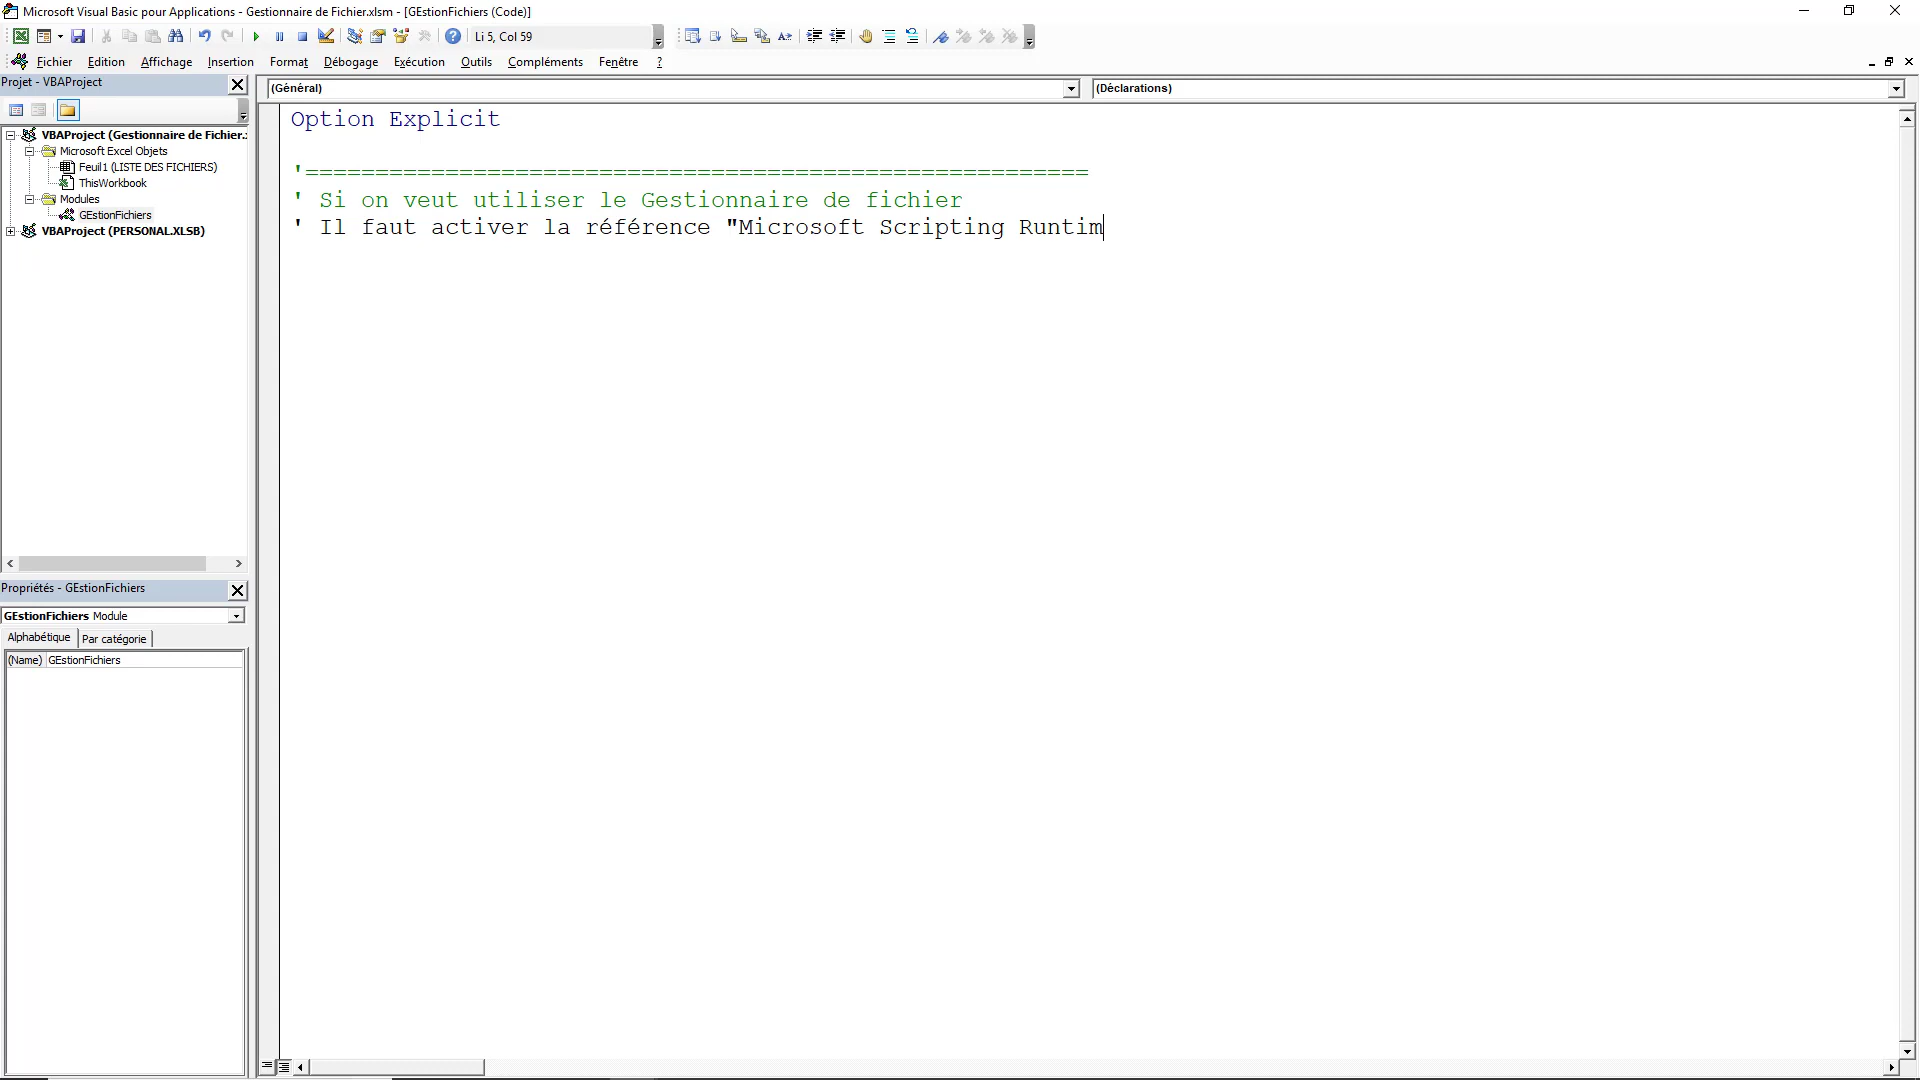 Microsoft Visual Basic pour Applications - Gestionnaire de Fichier.xlsm - [GEstionFichiers (Code)]
Li 5, Col 59
Fichier Edition Affichage Insertion Format Débogage Exécution Outils Compléments Fenêtre ?
Projet - VBAProject
(Général)
(Déclarations)
VBAProject (Gestionnaire de Fichier.
Microsoft Excel Objets
Feuil1 (LISTE DES FICHIERS)
ThisWorkbook
Modules
GEstionFichiers
VBAProject (PERSONAL.XLSB)
Option Explicit
'========================================================
' Si on veut utiliser le Gestionnaire de fichier
' Il faut activer la référence "Microsoft Scripting Runtim
Propriétés - GEstionFichiers
GEstionFichiers Module
Alphabétique Par catégorie
(Name) GEstionFichiers